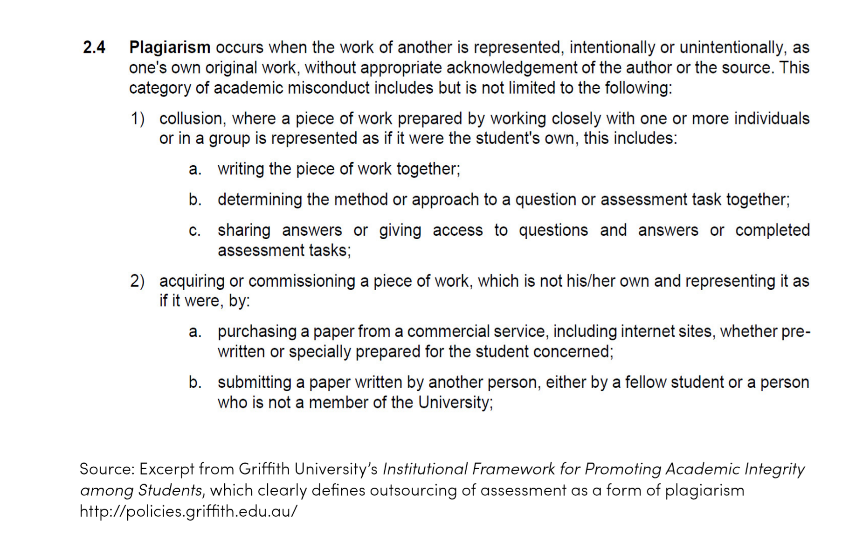 2.4 Plagiarism occurs when the work of another is represented, intentionally or unintentionally, as
one's own original work, without appropriate acknowledgement of the author or the source. This
category of academic misconduct includes but is not limited to the following:
1) collusion, where a piece of work prepared by working closely with one or more individuals
or in a group is represented as if it were the student's own, this includes:
a. writing the piece of work together;
b. determining the method or approach to a question or assessment task together;
c. sharing answers or giving access to questions and answers or completed
assessment tasks;
2) acquiring or commissioning a piece of work, which is not his/her own and representing it as
if it were, by:
a. purchasing a paper from a commercial service, including internet sites, whether pre-
written or specially prepared for the student concerned;
b. submitting a paper written by another person, either by a fellow student or a person
who is not a member of the University;
Source: Excerpt from Griffith University’s Institutional Framework for Promoting Academic Integrity
among Students, which clearly defines outsourcing of assessment as a form of plagiarism
http://policies.griffith.edu.au/